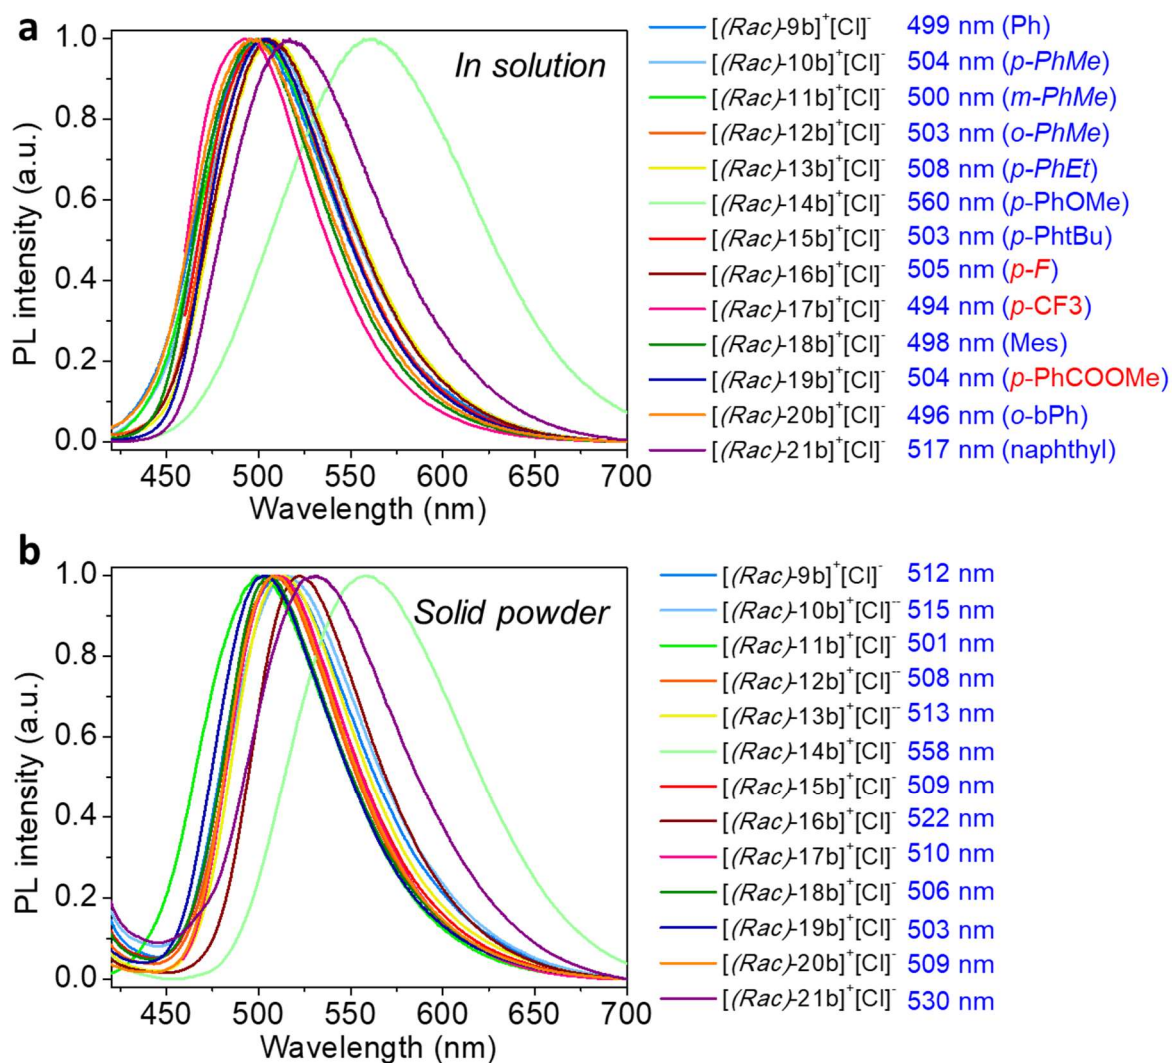 a
In solution
PL intensity (a.u.)
1.0
0.8
0.6
0.4
0.2
0.0
450 500 550 600 650 700
Wavelength (nm)
[(Rac)-9b]⁺[Cl]⁻ 499 nm (Ph)
[(Rac)-10b]⁺[Cl]⁻ 504 nm (p-PhMe)
[(Rac)-11b]⁺[Cl]⁻ 500 nm (m-PhMe)
[(Rac)-12b]⁺[Cl]⁻ 503 nm (o-PhMe)
[(Rac)-13b]⁺[Cl]⁻ 508 nm (p-PhEt)
[(Rac)-14b]⁺[Cl]⁻ 560 nm (p-PhOMe)
[(Rac)-15b]⁺[Cl]⁻ 503 nm (p-PhtBu)
[(Rac)-16b]⁺[Cl]⁻ 505 nm (p-F)
[(Rac)-17b]⁺[Cl]⁻ 494 nm (p-CF3)
[(Rac)-18b]⁺[Cl]⁻ 498 nm (Mes)
[(Rac)-19b]⁺[Cl]⁻ 504 nm (p-PhCOOMe)
[(Rac)-20b]⁺[Cl]⁻ 496 nm (o-bPh)
[(Rac)-21b]⁺[Cl]⁻ 517 nm (naphthyl)
b
Solid powder
PL intensity (a.u.)
1.0
0.8
0.6
0.4
0.2
0.0
450 500 550 600 650 700
Wavelength (nm)
[(Rac)-9b]⁺[Cl]⁻ 512 nm
[(Rac)-10b]⁺[Cl]⁻⁻ 515 nm
[(Rac)-11b]⁺[Cl]⁻ 501 nm
[(Rac)-12b]⁺[Cl]⁻⁻ 508 nm
[(Rac)-13b]⁺[Cl]⁻⁻ 513 nm
[(Rac)-14b]⁺[Cl]⁻ 558 nm
[(Rac)-15b]⁺[Cl]⁻ 509 nm
[(Rac)-16b]⁺[Cl]⁻ 522 nm
[(Rac)-17b]⁺[Cl]⁻ 510 nm
[(Rac)-18b]⁺[Cl]⁻ 506 nm
[(Rac)-19b]⁺[Cl]⁻ 503 nm
[(Rac)-20b]⁺[Cl]⁻ 509 nm
[(Rac)-21b]⁺[Cl]⁻ 530 nm